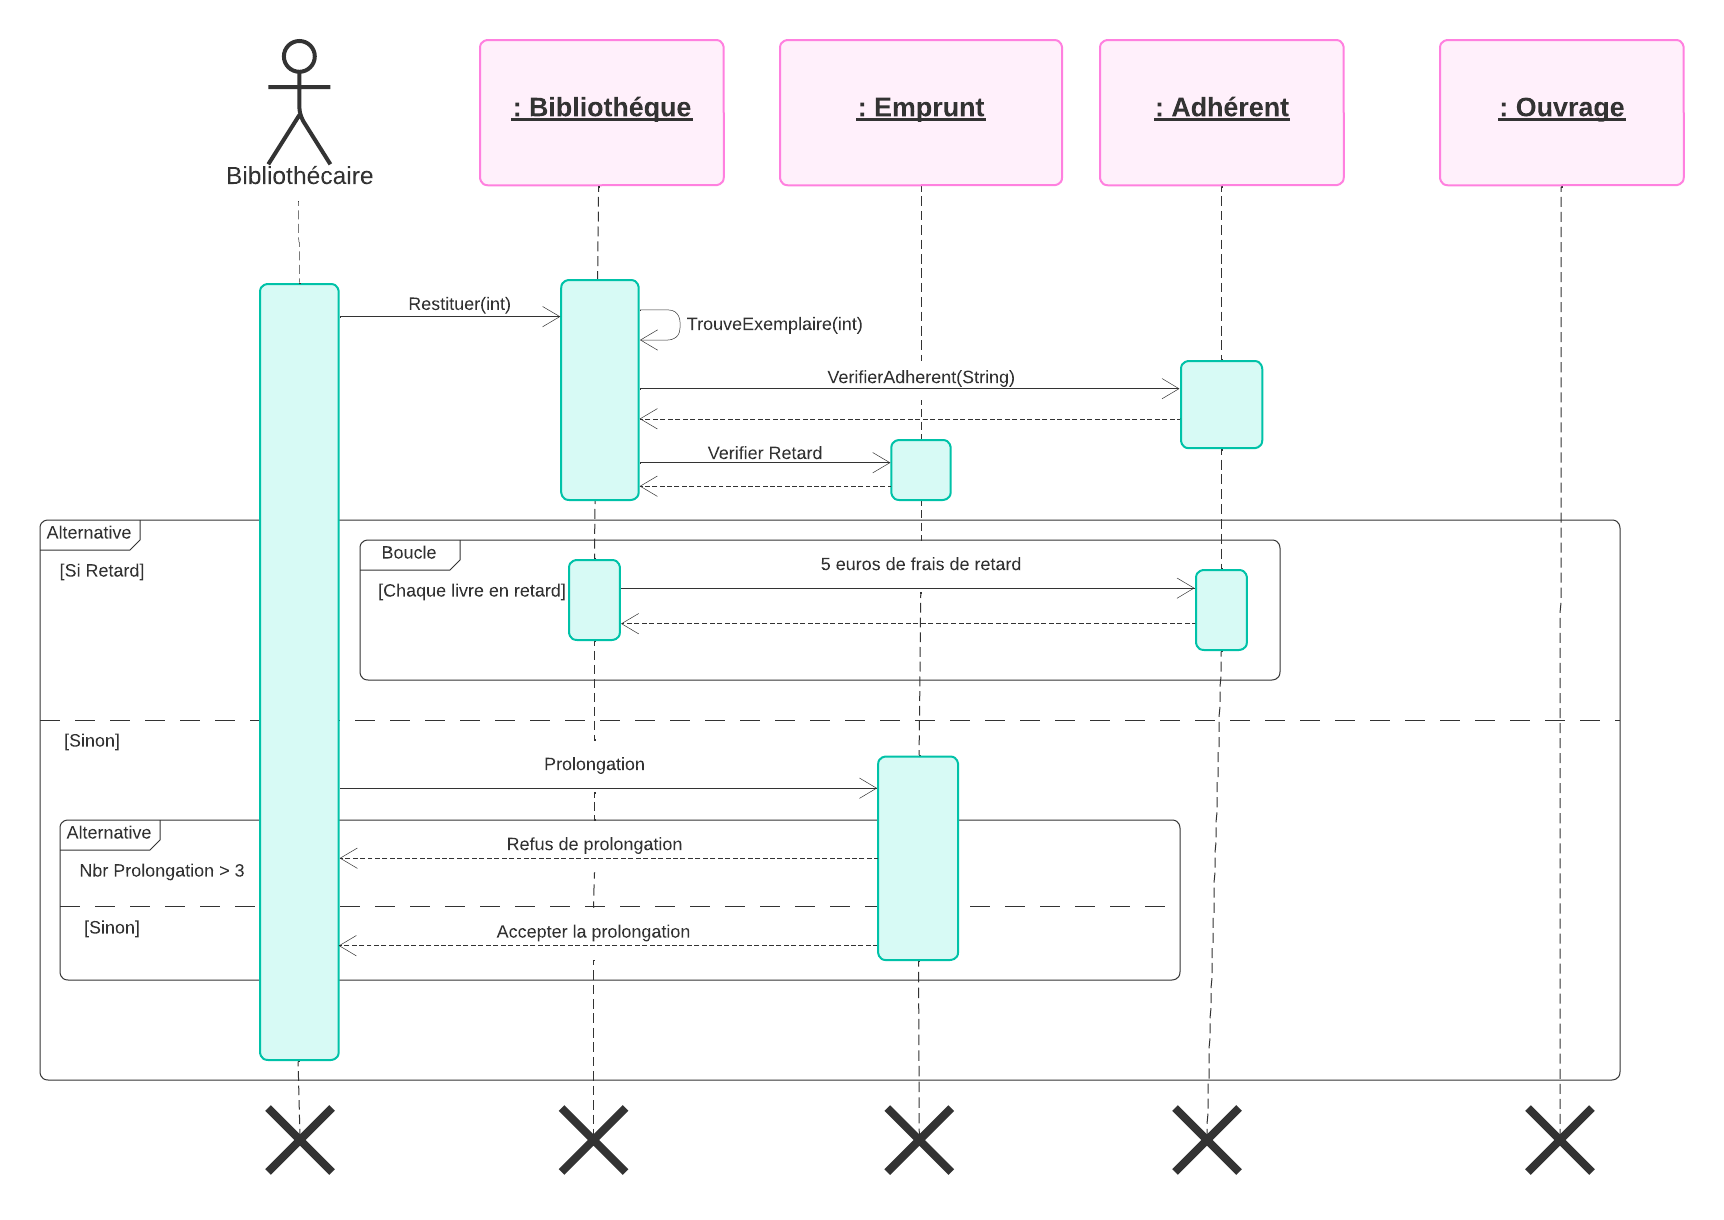 : Bibliothéque
: Emprunt
: Adhérent
: Ouvrage
Bibliothécaire
Restituer(int)
TrouveExemplaire(int)
VerifierAdherent(String)
Verifier Retard
Alternative
[Si Retard]
Boucle
[Chaque livre en retard]
5 euros de frais de retard
[Sinon]
Prolongation
Alternative
Nbr Prolongation > 3
Refus de prolongation
[Sinon]
Accepter la prolongation